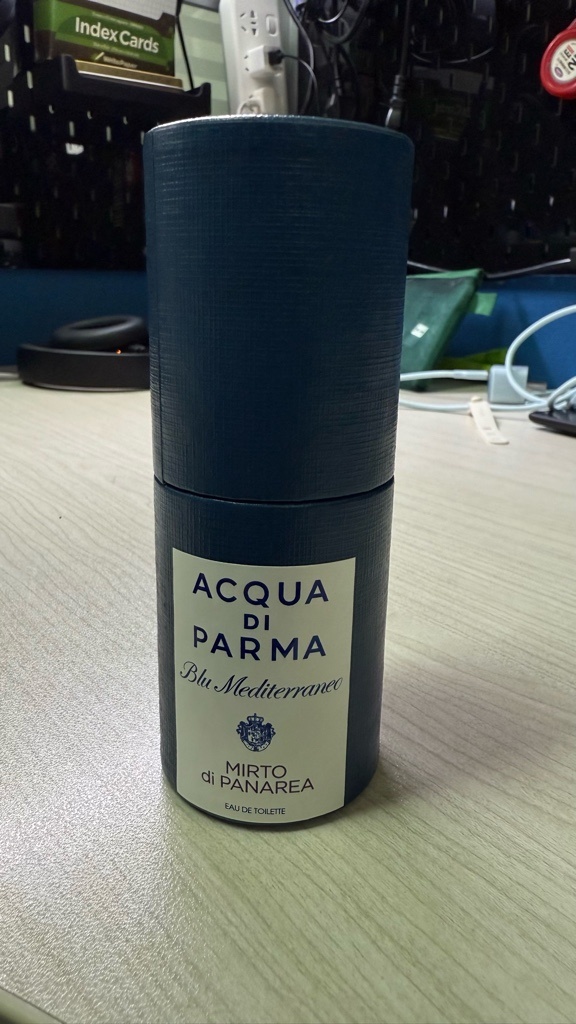 Index Cards
ACQUA
DI
PARMA
Blu Mediterraneo
MIRTO
di PANAREA
EAU DE TOILETTE